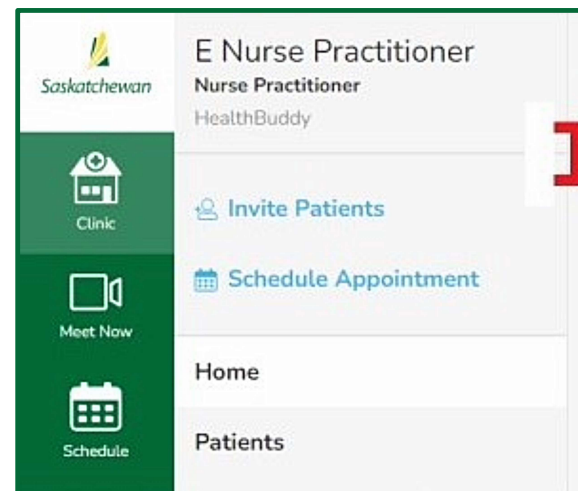 Saskatchewan
Clinic
Meet Now
Schedule
E Nurse Practitioner
Nurse Practitioner
HealthBuddy
Invite Patients
Schedule Appointment
Home
Patients